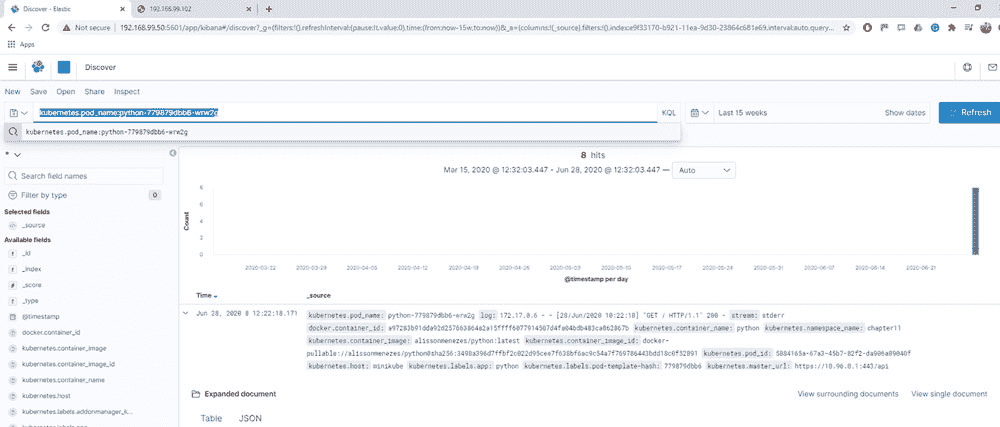 Discover - Elastic
192.168.99.102
Not secure 192.168.99.50:5601/app/kibana#/discover?_g=(filters:!(),refreshInterval:(pause:!t,value:0),time:(from:now-15w,to:now))&_a=(columns:!(_source),filters:!(),index:e9f33170-b921-11ea-9d30-23864c681e69,interval:auto,query...
Apps
Discover
New Save Open Share Inspect
kubernetes.pod_name:python-779879dbb6-wrw2g KQL Last 15 weeks Show dates Refresh
kubernetes.pod_name:python-779879dbb6-wrw2g
*
8 hits
Search field names
Mar 15, 2020 @ 12:32:03.447 - Jun 28, 2020 @ 12:32:03.447 — Auto
Filter by type 0
Selected fields
_source
Available fields
_id
_index
_score
_type
@timestamp
docker.container_id
kubernetes.container_image
kubernetes.container_image_id
kubernetes.container_name
kubernetes.host
kubernetes.labels.addonmanager_k...
Count
8
6
4
2
0
2020-03-22 2020-03-29 2020-04-05 2020-04-12 2020-04-19 2020-04-26 2020-05-03 2020-05-10 2020-05-17 2020-05-24 2020-05-31 2020-06-07 2020-06-14 2020-06-21
@timestamp per day
Time _source
Jun 28, 2020 @ 12:22:18.171 kubernetes.pod_name: python-779879dbb6-wrw2g log: 172.17.0.6 - - [28/Jun/2020 10:22:18] "GET / HTTP/1.1" 200 - stream: stderr
docker.container_id: kubernetes.container_name: python kubernetes.namespace_name: chapter11
kubernetes.container_image: alissonmenezes/python:latest kubernetes.container_image_id: docker-
kubernetes.pod_id:
kubernetes.host: minikube kubernetes.labels.app: python kubernetes.labels.pod-template-hash: 779879dbb6 kubernetes.master_url: https://10.96.0.1:443/api
Expanded document View surrounding documents View single document
Table JSON